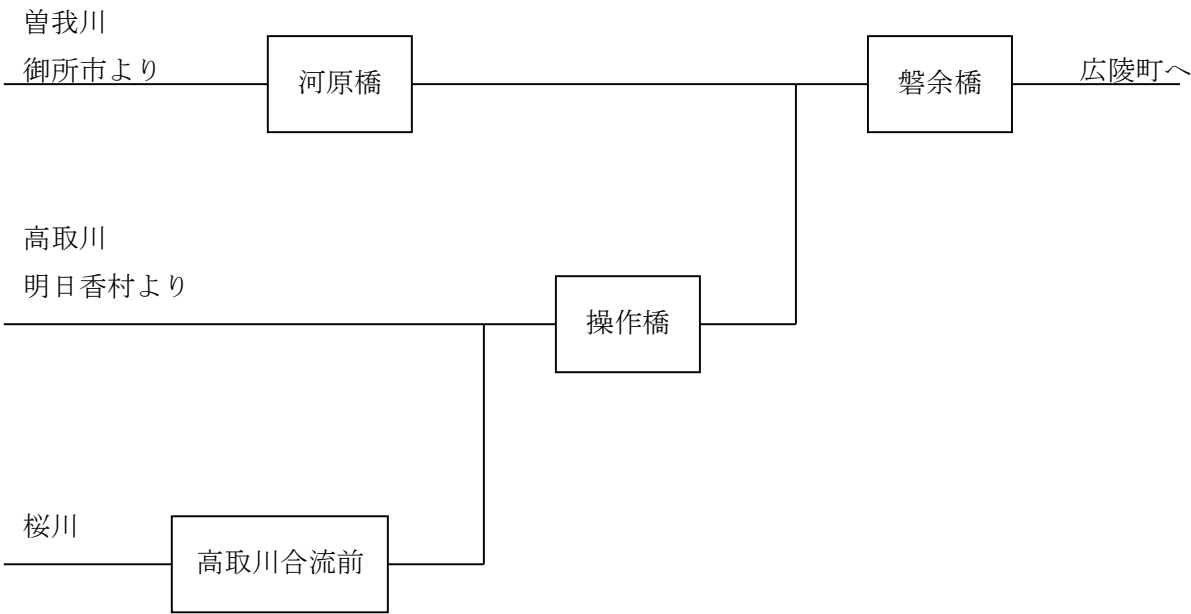 曽我川
御所市より
河原橋
磐余橋
広陵町へ
高取川
明日香村より
操作橋
桜川
高取川合流前